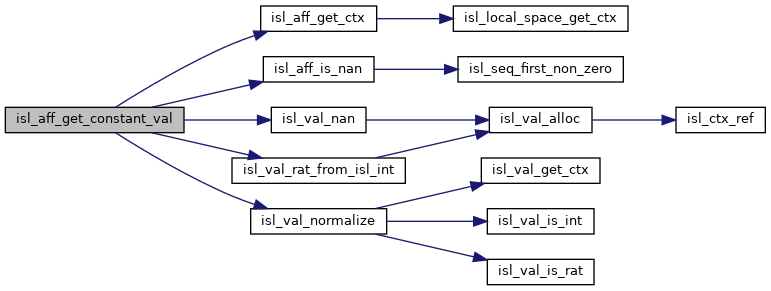 isl_aff_get_constant_val
isl_aff_get_ctx
isl_local_space_get_ctx
isl_aff_is_nan
isl_seq_first_non_zero
isl_val_nan
isl_val_alloc
isl_ctx_ref
isl_val_rat_from_isl_int
isl_val_normalize
isl_val_get_ctx
isl_val_is_int
isl_val_is_rat